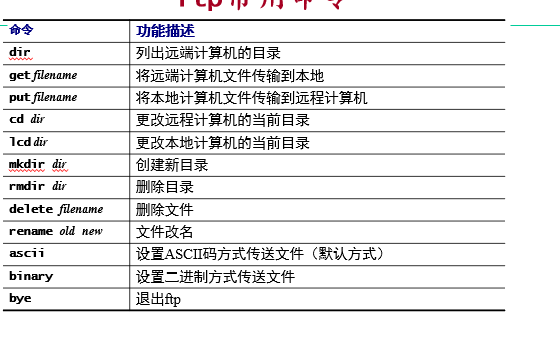 Ftp常用命令
命令 功能描述
dir 列出远端计算机的目录
get filename 将远端计算机文件传输到本地
put filename 将本地计算机文件传输到远程计算机
cd dir 更改远程计算机的当前目录
lcd dir 更改本地计算机的当前目录
mkdir dir 创建新目录
rmdir dir 删除目录
delete filename 删除文件
rename old new 文件改名
ascii 设置ASCII码方式传送文件（默认方式）
binary 设置二进制方式传送文件
bye 退出ftp